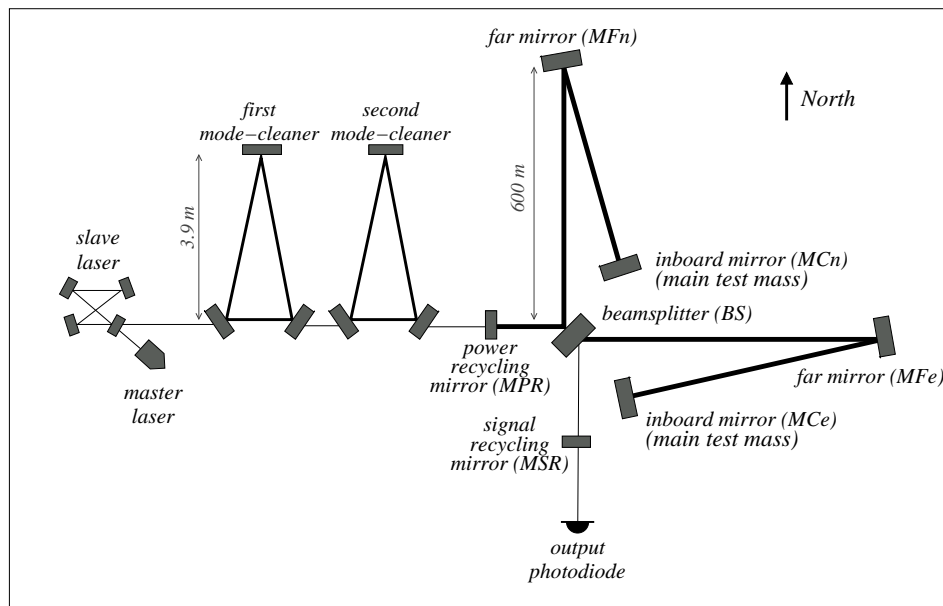 far mirror (MFn)
North
first
mode−cleaner
second
mode−cleaner
3.9 m
600 m
slave
laser
inboard mirror (MCn)
(main test mass)
beamsplitter (BS)
master
laser
power
recycling
mirror (MPR)
far mirror (MFe)
inboard mirror (MCe)
(main test mass)
signal
recycling
mirror (MSR)
output
photodiode